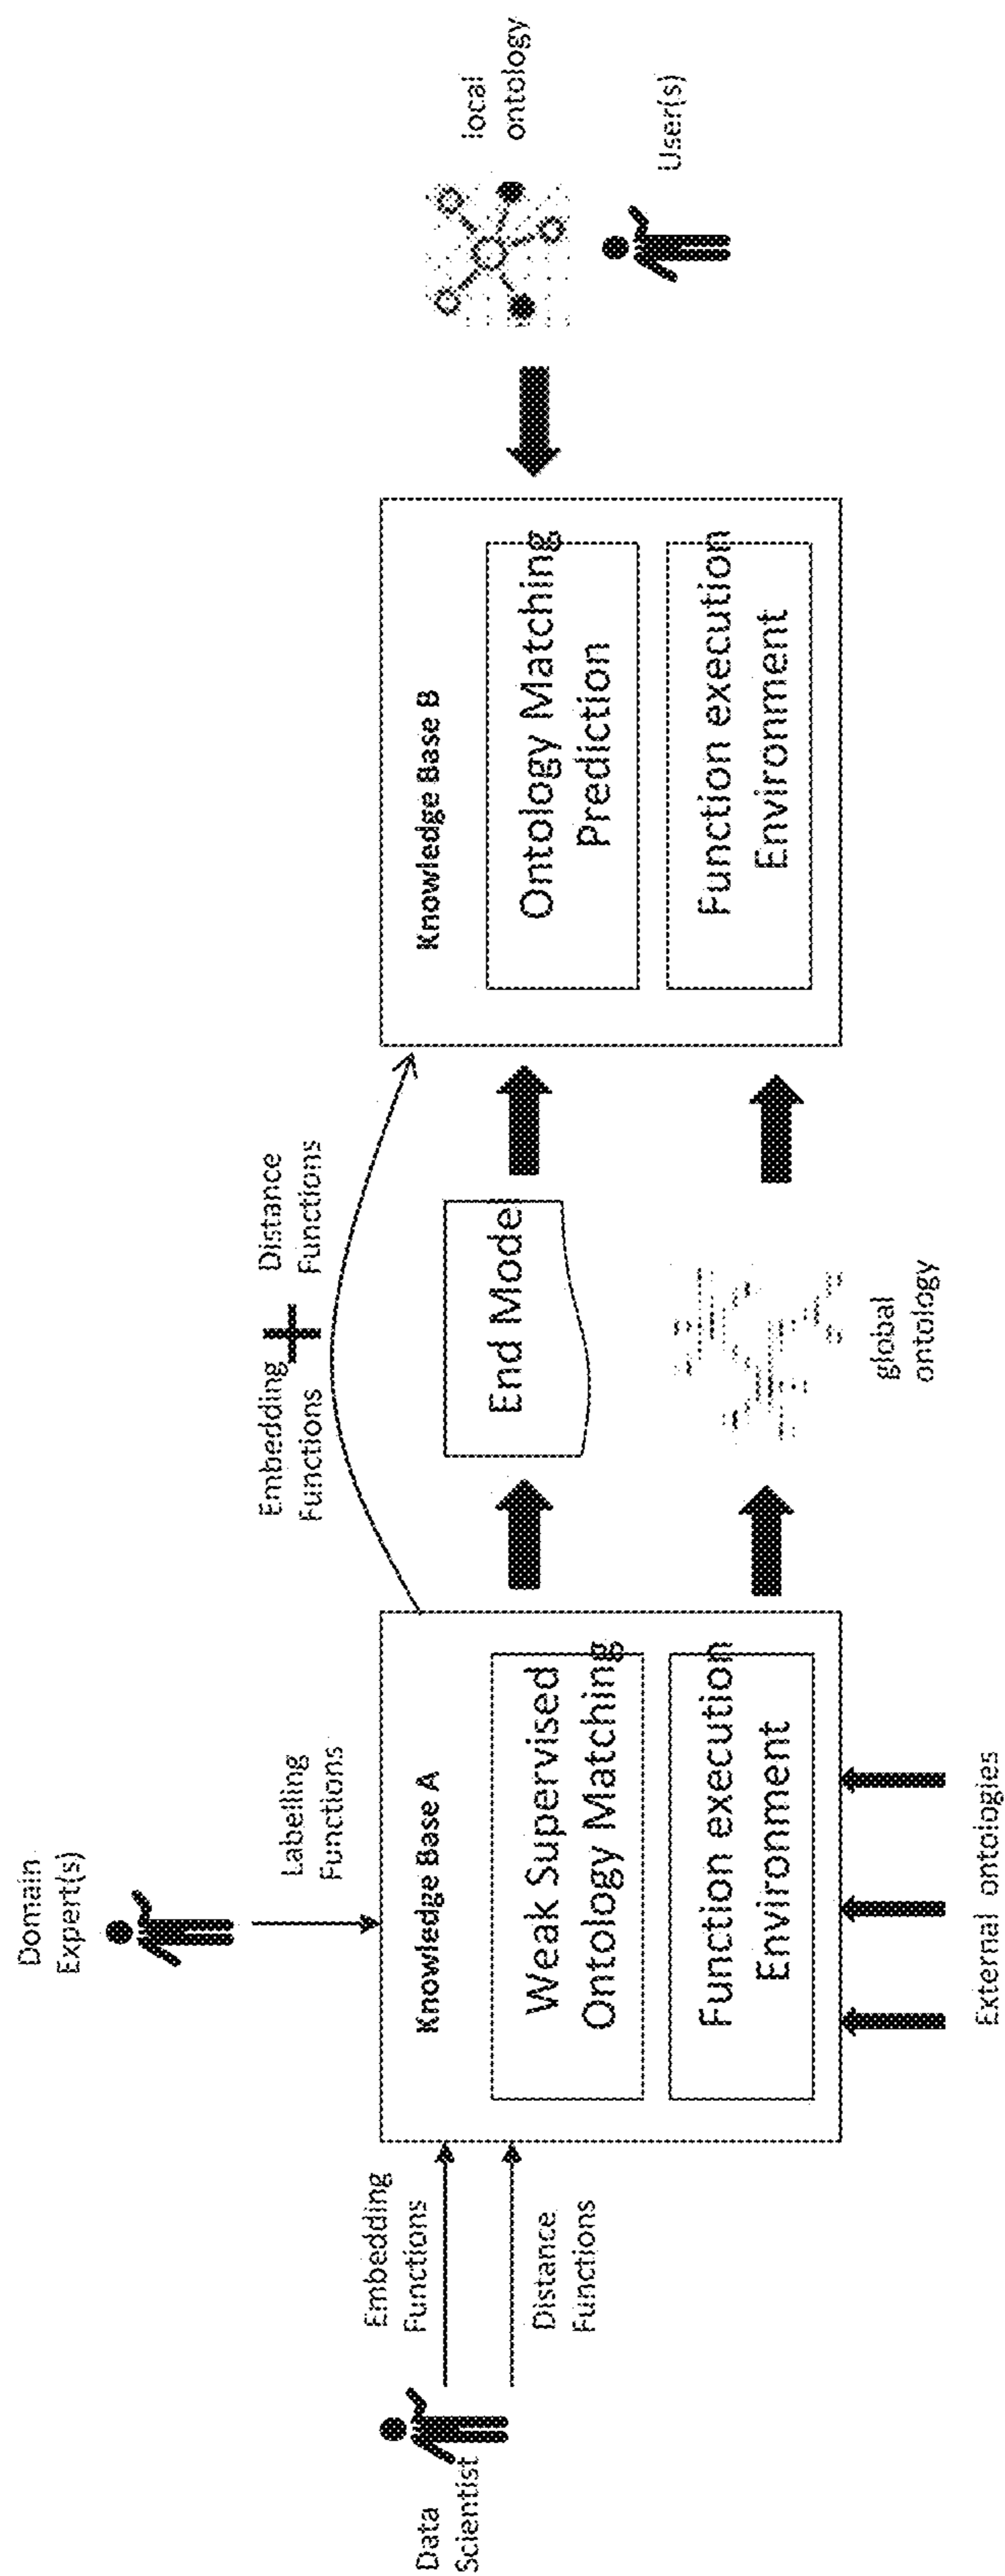 Domain
Expert(s)
Labelling
Functions
Data
Scientist
Embedding
Functions
Distance
Functions
Knowledge Base A
Weak Supervised
Ontology Matching
Function execution
Environment
External ontologies
Embedding
Functions
+
Distance
Functions
End Model
global
ontology
Knowledge Base B
Ontology Matching
Prediction
Function execution
Environment
local
ontology
User(s)